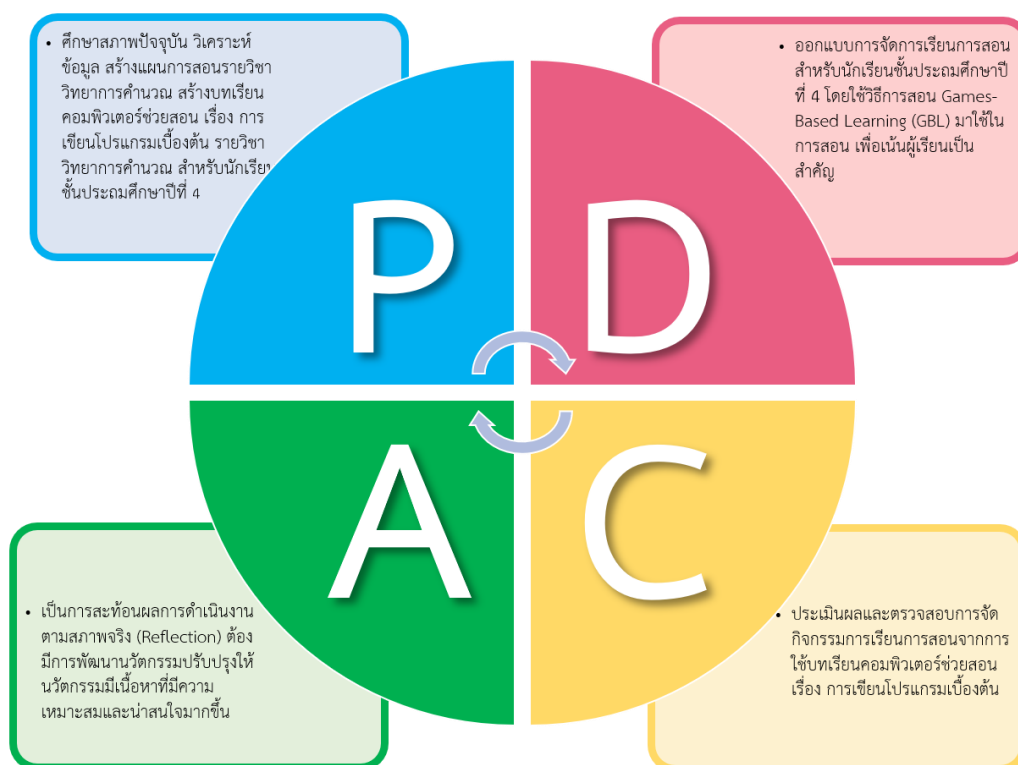 • ศึกษาสภาพปัจจุบัน วิเคราะห์
ข้อมูล สร้างแผนการสอนรายวิชา
วิทยาการคำนวณ สร้างบทเรียน
คอมพิวเตอร์ช่วยสอน เรื่อง การ
เขียนโปรแกรมเบื้องต้น รายวิชา
วิทยาการคำนวณ สำหรับนักเรียน
ชั้นประถมศึกษาปีที่ 4
• ออกแบบการจัดการเรียนการสอน
สำหรับนักเรียนชั้นประถมศึกษาปี
ที่ 4 โดยใช้วิธีการสอน Games-
Based Learning (GBL) มาใช้ใน
การสอน เพื่อเน้นผู้เรียนเป็น
สำคัญ
P
D
A
C
• เป็นการสะท้อนผลการดำเนินงาน
ตามสภาพจริง (Reflection) ต้อง
มีการพัฒนานวัตกรรมปรับปรุงให้
นวัตกรรมมีเนื้อหาที่มีความ
เหมาะสมและน่าสนใจมากขึ้น
• ประเมินผลและตรวจสอบการจัด
กิจกรรมการเรียนการสอนจากการ
ใช้บทเรียนคอมพิวเตอร์ช่วยสอน
เรื่อง การเขียนโปรแกรมเบื้องต้น